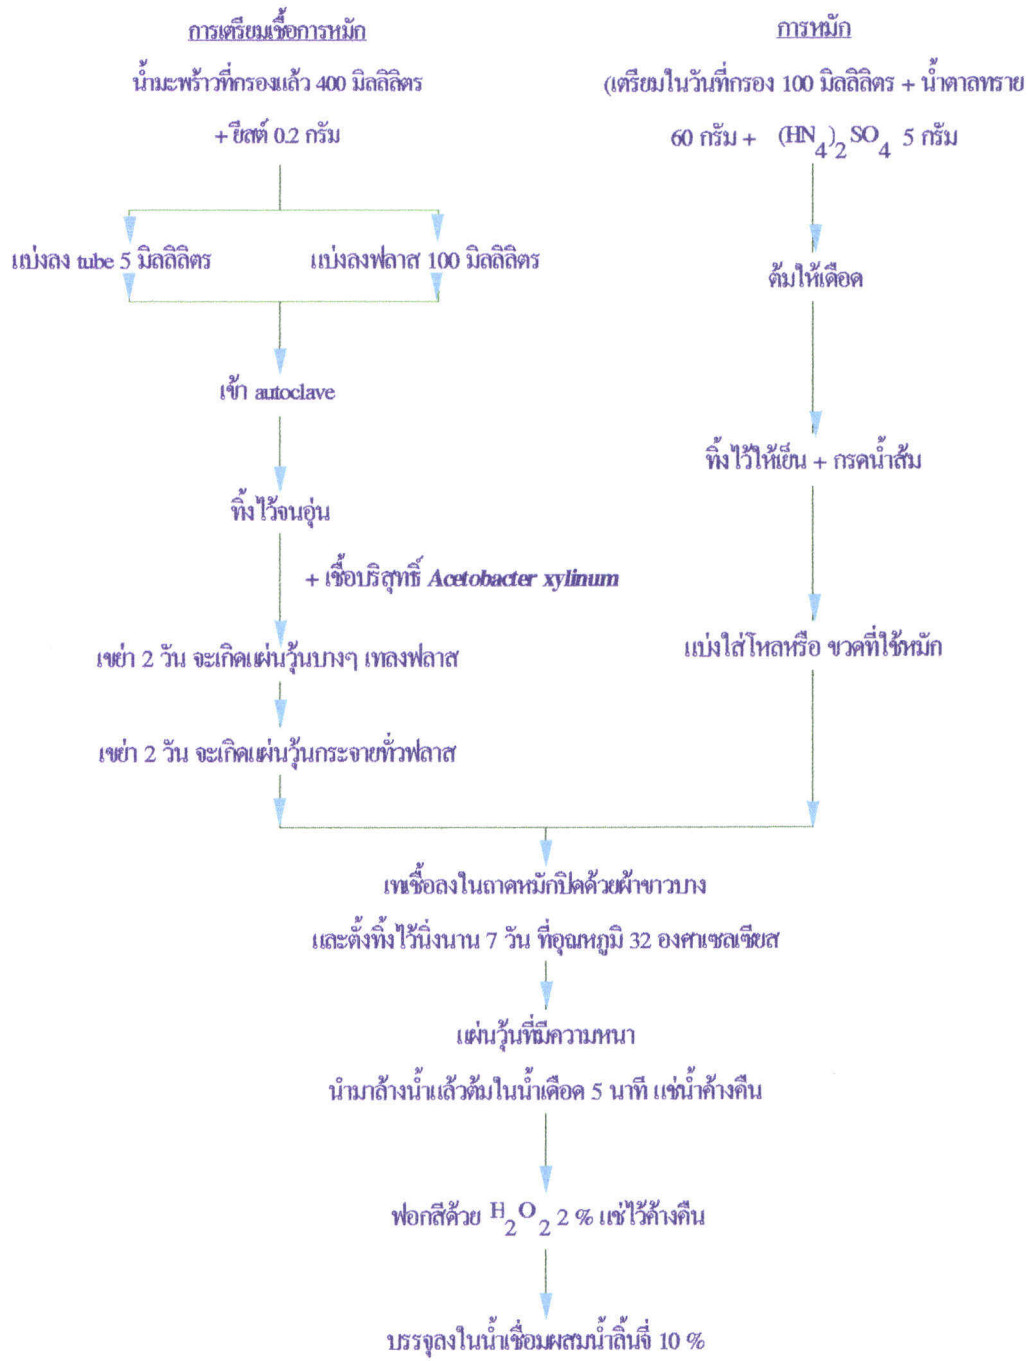 การเตรียมเชื้อการหมัก
น้ำมะพร้าวที่กรองแล้ว 400 มิลลิลิตร
+ ยีสต์ 0.2 กรัม
แบ่งลง tube 5 มิลลิลิตร
แบ่งลงฟลาส 100 มิลลิลิตร
เข้า autoclave
ทิ้งไว้จนอุ่น
+ เชื้อบริสุทธิ์ Acetobacter xylinum
เขย่า 2 วัน จะเกิดแผ่นวุ้นบางๆ เทลงฟลาส
เขย่า 2 วัน จะเกิดแผ่นวุ้นกระจายทั่วฟลาส
การหมัก
(เตรียมในวันที่กรอง 100 มิลลิลิตร + น้ำตาลทราย
60 กรัม + (HN4)2 SO4 5 กรัม
ต้มให้เดือด
ทิ้งไว้ให้เย็น + กรดน้ำส้ม
แบ่งใส่โหลหรือ ขวดที่ใช้หมัก
เทเชื้อลงในถาดหมักปิดด้วยผ้าขาวบาง
และตั้งทิ้งไว้นิ่งนาน 7 วัน ที่อุณหภูมิ 32 องศาเซลเซียส
แผ่นวุ้นที่มีความหนา
นำมาล้างน้ำแล้วต้มในน้ำเดือด 5 นาที แช่น้ำค้างคืน
ฟอกสีด้วย H2O2 2 % แช่ไว้ค้างคืน
บรรจุลงในน้ำเชื่อมผสมน้ำลิ้นจี่ 10 %